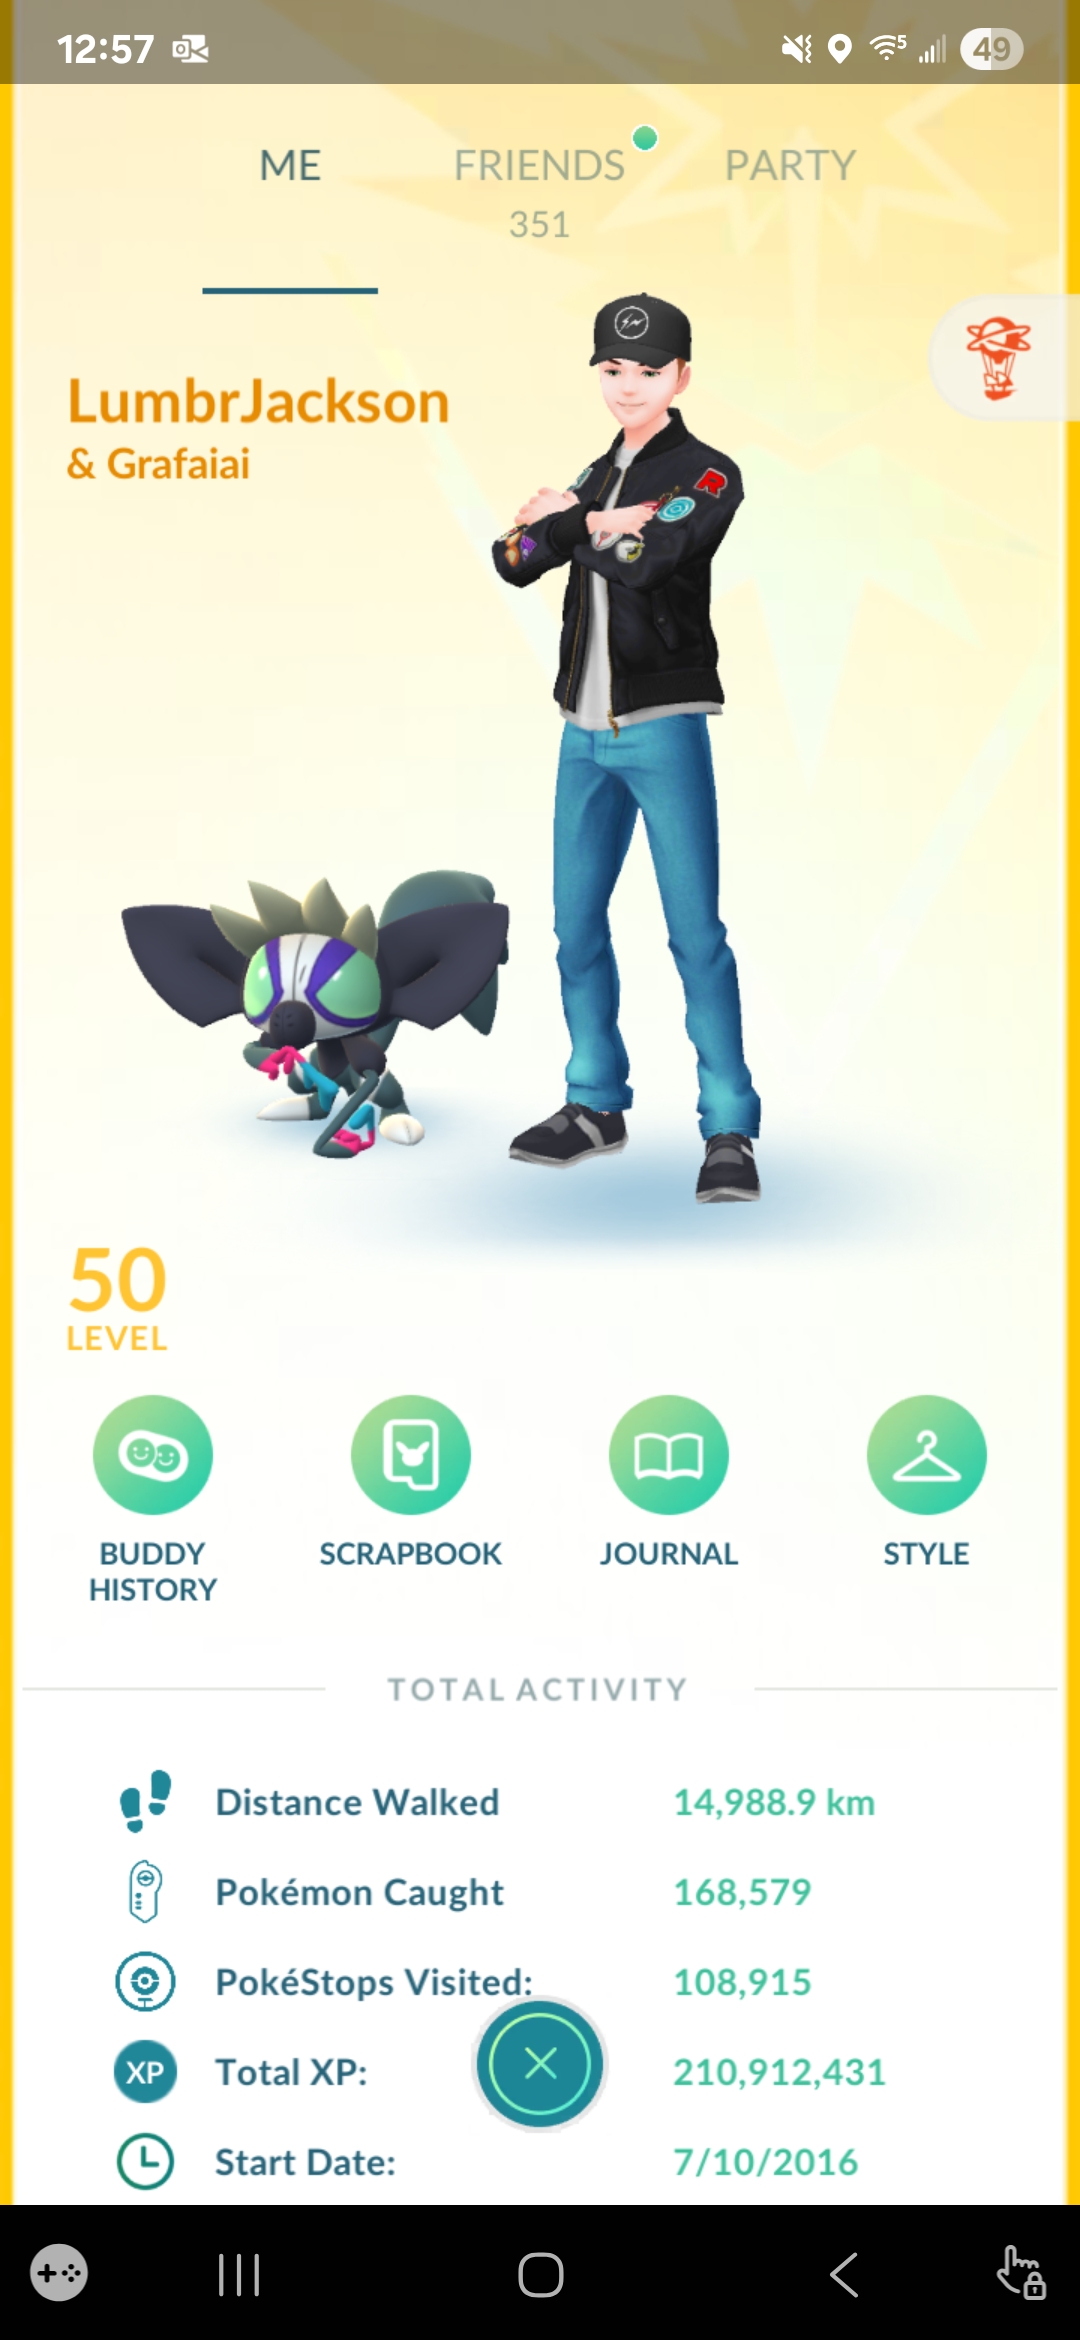 12:57
5
49
ME
FRIENDS
PARTY
351
LumbrJackson
& Grafaiai
R
50
LEVEL
BUDDY
HISTORY
SCRAPBOOK
JOURNAL
STYLE
TOTAL ACTIVITY
Distance Walked 14,988.9 km
Pokémon Caught 168,579
PokéStops Visited: 108,915
XP Total XP: 210,912,431
Start Date: 7/10/2016